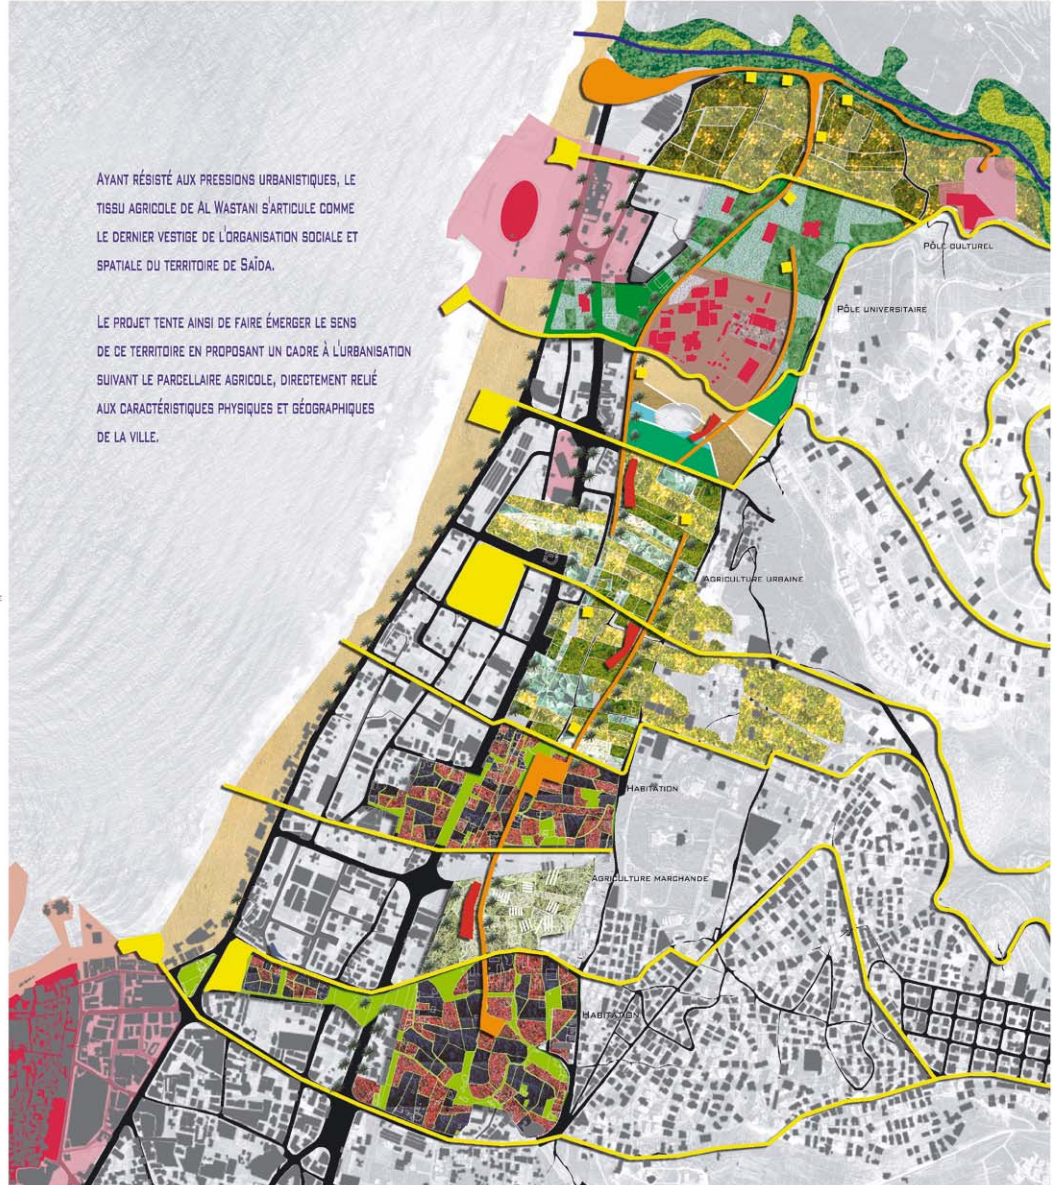 AYANT RÉSISTÉ AUX PRESSIONS URBANISTIQUES, LE
TISSU AGRICOLE DE AL WASTANI S'ARTICULE COMME
LE DERNIER VESTIGE DE L'ORGANISATION SOCIALE ET
SPATIALE DU TERRITOIRE DE SAÏDA.
LE PROJET TENTE AINSI DE FAIRE ÉMERGER LE SENS
DE CE TERRITOIRE EN PROPOSANT UN CADRE À L'URBANISATION
SUIVANT LE PARCELLAIRE AGRICOLE, DIRECTEMENT RELIÉ
AUX CARACTÉRISTIQUES PHYSIQUES ET GÉOGRAPHIQUES
DE LA VILLE.
PÔLE CULTUREL
PÔLE UNIVERSITAIRE
AGRICULTURE URBAINE
HABITATION
AGRICULTURE MARCHANDE
HABITATION